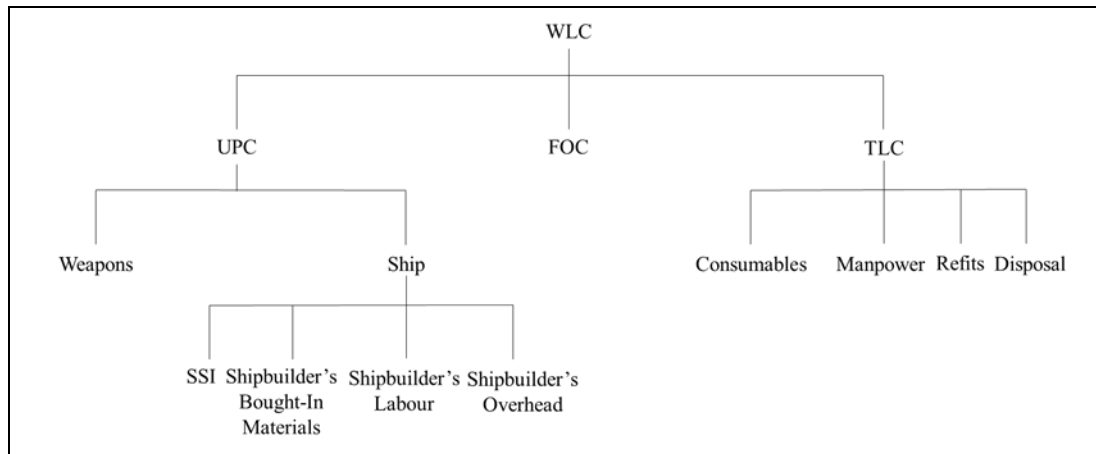 WLC
UPC
FOC
TLC
Weapons
Ship
Consumables
Manpower
Refits
Disposal
SSI
Shipbuilder's
Bought-In
Materials
Shipbuilder's
Labour
Shipbuilder's
Overhead